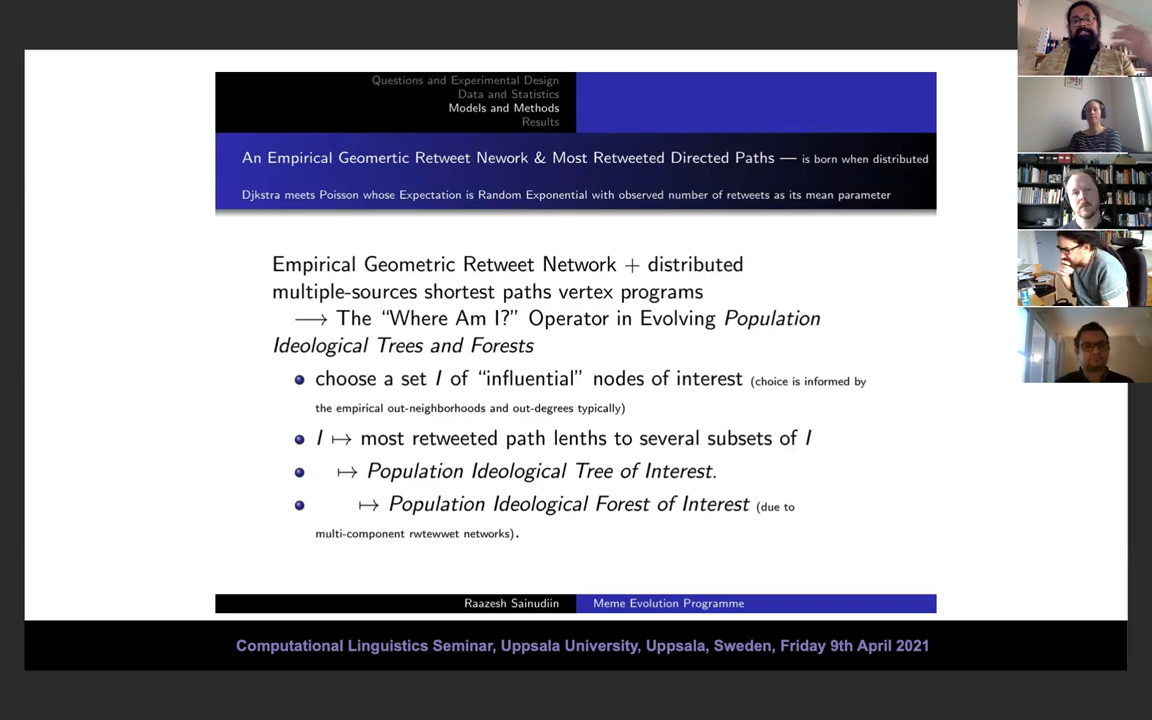 Questions and Experimental Design
Data and Statistics
Models and Methods
Results
An Empirical Geomertic Retweet Nework & Most Retweeted Directed Paths — is born when distributed
Djkstra meets Poisson whose Expectation is Random Exponential with observed number of retweets as its mean parameter
Empirical Geometric Retweet Network + distributed
multiple-sources shortest paths vertex programs
⟶ The “Where Am I?” Operator in Evolving Population
Ideological Trees and Forests
choose a set I of “influential” nodes of interest (choice is informed by
the empirical out-neighborhoods and out-degrees typically)
I ↦ most retweeted path lenths to several subsets of I
↦ Population Ideological Tree of Interest.
↦ Population Ideological Forest of Interest (due to
multi-component rwtewwet networks).
Raazesh Sainudiin Meme Evolution Programme
Computational Linguistics Seminar, Uppsala University, Uppsala, Sweden, Friday 9th April 2021